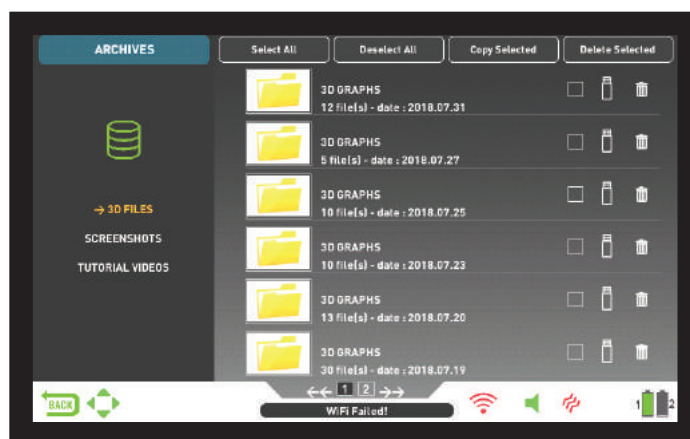 ARCHIVES
Select All
Deselect All
Copy Selected
Delete Selected
3D GRAPHS
12 file(s) - date : 2018.07.31
3D GRAPHS
5 file(s) - date : 2018.07.27
→ 3D FILES
3D GRAPHS
10 file(s) - date : 2018.07.25
SCREENSHOTS
3D GRAPHS
10 file(s) - date : 2018.07.23
TUTORIAL VIDEOS
3D GRAPHS
13 file(s) - date : 2018.07.20
3D GRAPHS
30 file(s) - date : 2018.07.19
BACK
←← 1 2 →→
WiFi Failed!
1 2